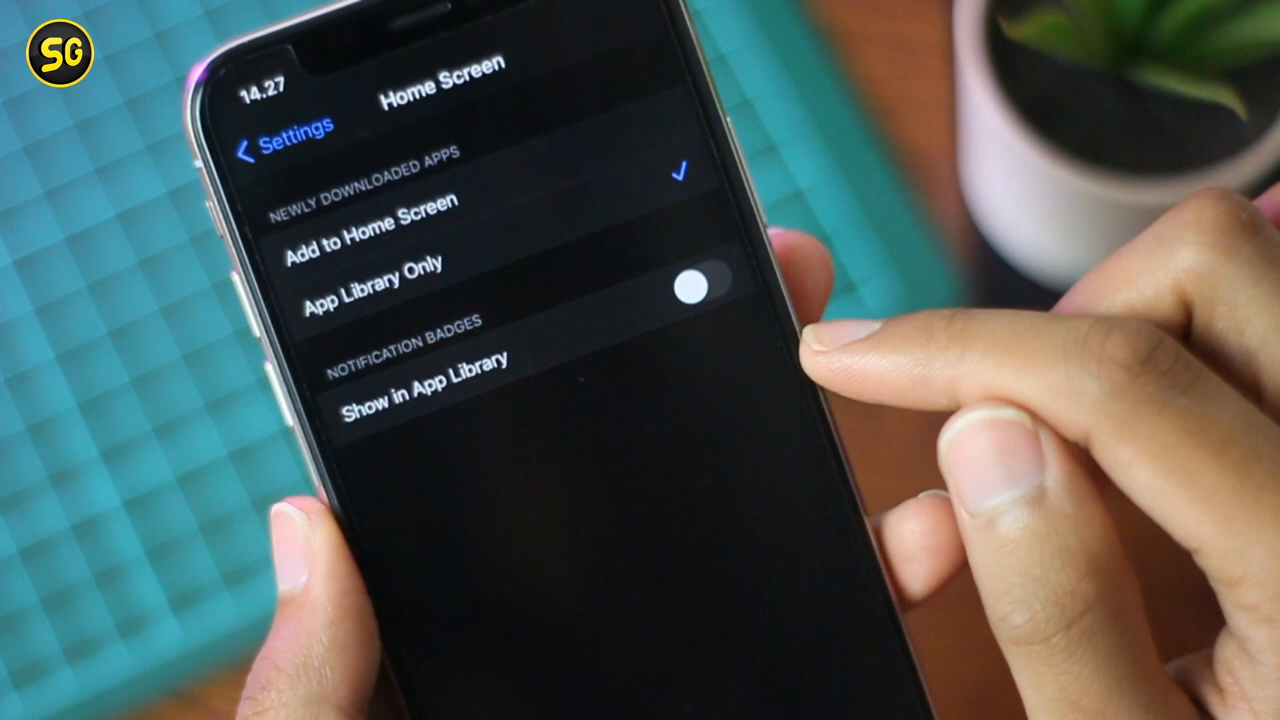 SG
14.27
Home Screen
Settings
NEWLY DOWNLOADED APPS
Add to Home Screen
App Library Only
NOTIFICATION BADGES
Show in App Library